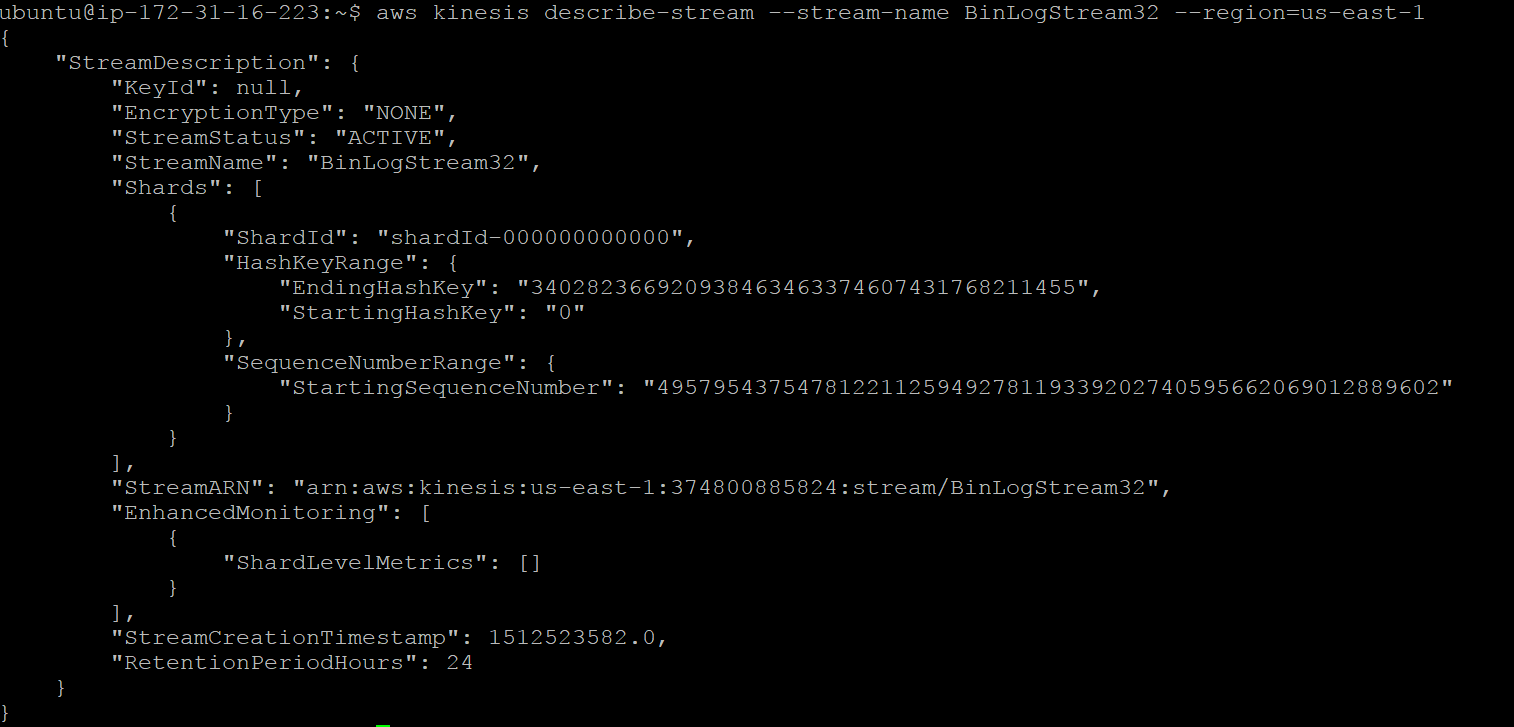 ubuntu@ip-172-31-16-223:~$ aws kinesis describe-stream --stream-name BinLogStream32 --region=us-east-1
{
    "StreamDescription": {
        "KeyId": null,
        "EncryptionType": "NONE",
        "StreamStatus": "ACTIVE",
        "StreamName": "BinLogStream32",
        "Shards": [
            {
                "ShardId": "shardId-000000000000",
                "HashKeyRange": {
                    "EndingHashKey": "340282366920938463463374607431768211455",
                    "StartingHashKey": "0"
                },
                "SequenceNumberRange": {
                    "StartingSequenceNumber": "49579543754781221125949278119339202740595662069012889602"
                }
            }
        ],
        "StreamARN": "arn:aws:kinesis:us-east-1:374800885824:stream/BinLogStream32",
        "EnhancedMonitoring": [
            {
                "ShardLevelMetrics": []
            }
        ],
        "StreamCreationTimestamp": 1512523582.0,
        "RetentionPeriodHours": 24
    }
}